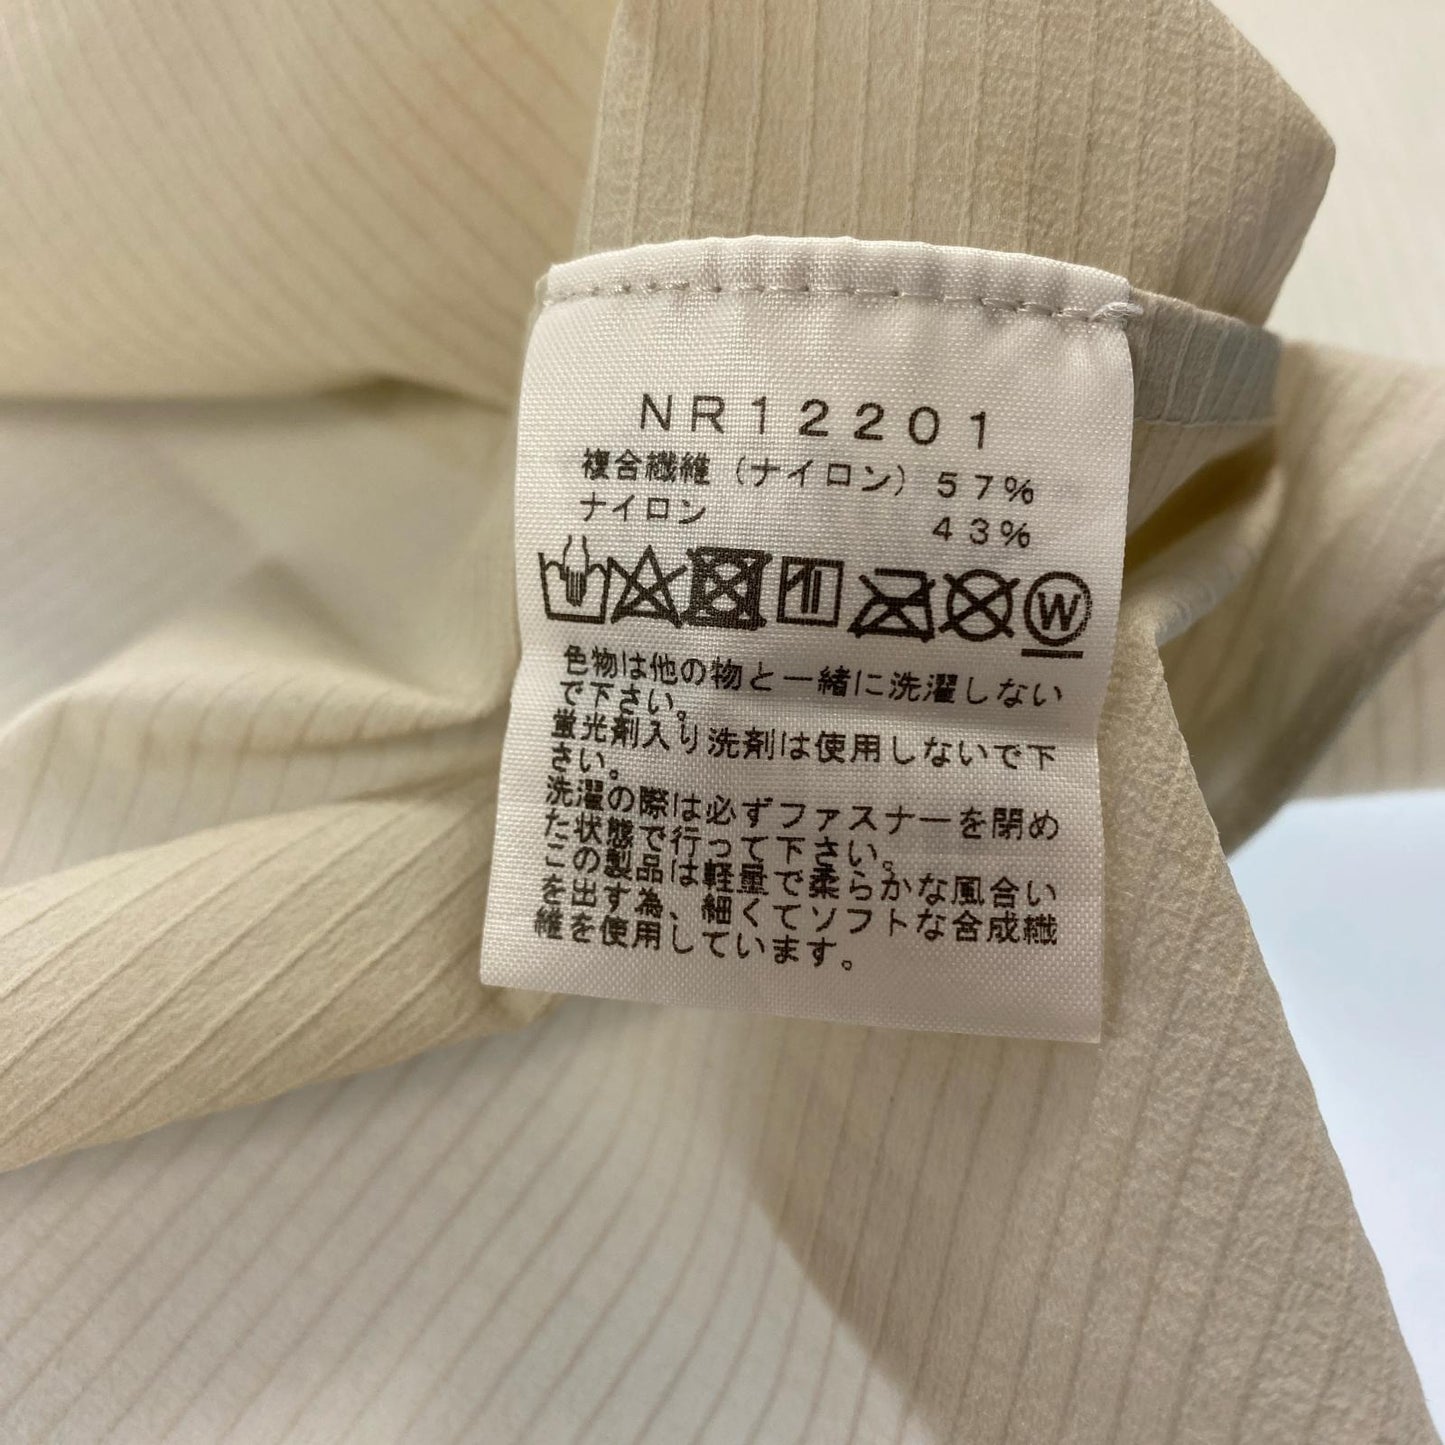 NR12201
複合繊維（ナイロン）57%
ナイロン 43%
W
色物は他の物と一緒に洗濯しない
で下さい。
蛍光剤入り洗剤は使用しないで下
さい。
洗濯の際は必ずファスナーを閉め
た状態で行って下さい。
この製品は軽量で柔らかな風合い
を出す為、細くてソフトな合成繊
維を使用しています。